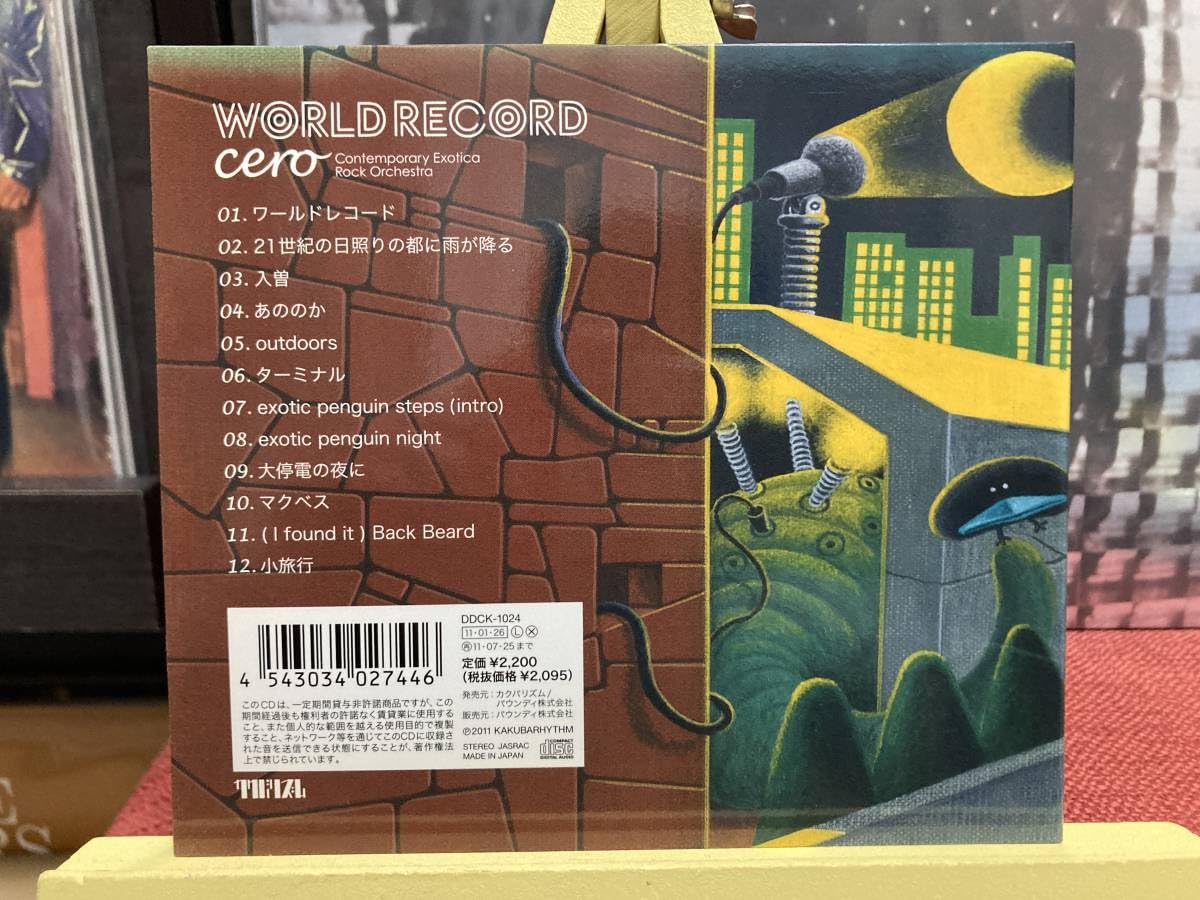 WORLD RECORD
cero Contemporary Exotica
Rock Orchestra
01. ワールドレコード
02. 21世紀の日照りの都に雨が降る
03. 入曽
04. あののか
05. outdoors
06. ターミナル
07. exotic penguin steps (intro)
08. exotic penguin night
09. 大停電の夜に
10. マクベス
11. ( I found it ) Back Beard
12. 小旅行
4 543034 027446
DDCK-1024
11·01·26 Ⓛ Ⓧ
㋐11·07·25まで
定価 ¥2,200
(税抜価格 ¥2,095)
発売元：カクバリズム/
バウンディ株式会社
販売元：バウンディ株式会社
Ⓟ2011 KAKUBARHYTHM
STEREO JASRAC
MADE IN JAPAN
COMPACT
disc
DIGITAL AUDIO
このCDは、一定期間貸与非許諾商品ですが、この
期間経過後も権利者の許諾なく賃貸業に使用する
こと、また個人的な範囲を越える使用目的で複製
すること、ネットワーク等を通じてこのCDに収録さ
れた音を送信できる状態にすることが、著作権法
上で禁じられています。
カクバリズム